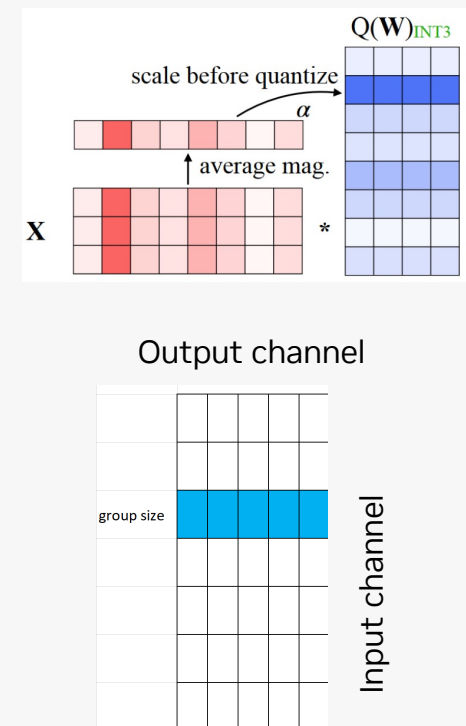 Q(W)INT3
scale before quantize
α
average mag.
X
*
Output channel
group size
Input channel